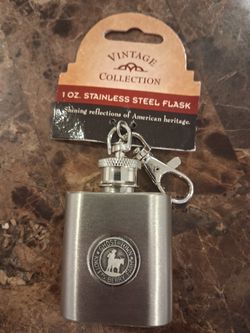 VINTAGE
COLLECTION
1 OZ. STAINLESS STEEL FLASK
Shining reflections of American heritage.